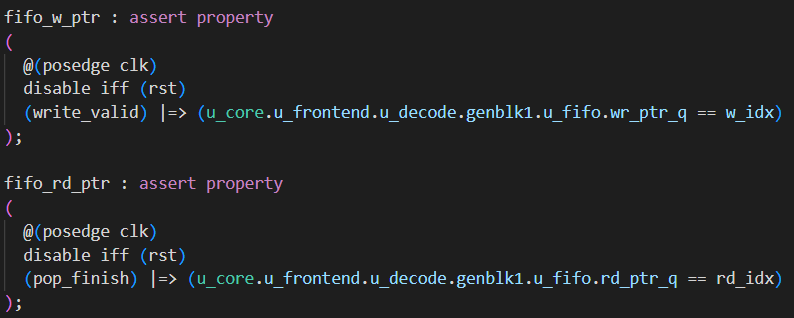 fifo_w_ptr : assert property
(
  @(posedge clk)
  disable iff (rst)
  (write_valid) |=> (u_core.u_frontend.u_decode.genblk1.u_fifo.wr_ptr_q == w_idx)
);

fifo_rd_ptr : assert property
(
  @(posedge clk)
  disable iff (rst)
  (pop_finish) |=> (u_core.u_frontend.u_decode.genblk1.u_fifo.rd_ptr_q == rd_idx)
);